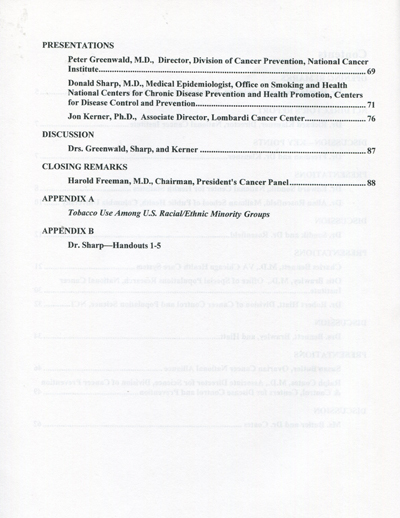 PRESENTATIONS
Peter Greenwald, M.D., Director, Division of Cancer Prevention, National Cancer
Institute.....69
Donald Sharp, M.D., Medical Epidemiologist, Office on Smoking and Health
National Centers for Chronic Disease Prevention and Health Promotion, Centers
for Disease Control and Prevention.....71
Jon Kerner, Ph.D., Associate Director, Lombardi Cancer Center.....76
DISCUSSION
Drs. Greenwald, Sharp, and Kerner.....87
CLOSING REMARKS
Harold Freeman, M.D., Chairman, President's Cancer Panel.....88
APPENDIX A
Tobacco Use Among U.S. Racial/Ethnic Minority Groups
APPENDIX B
Dr. Sharp—Handouts 1-5